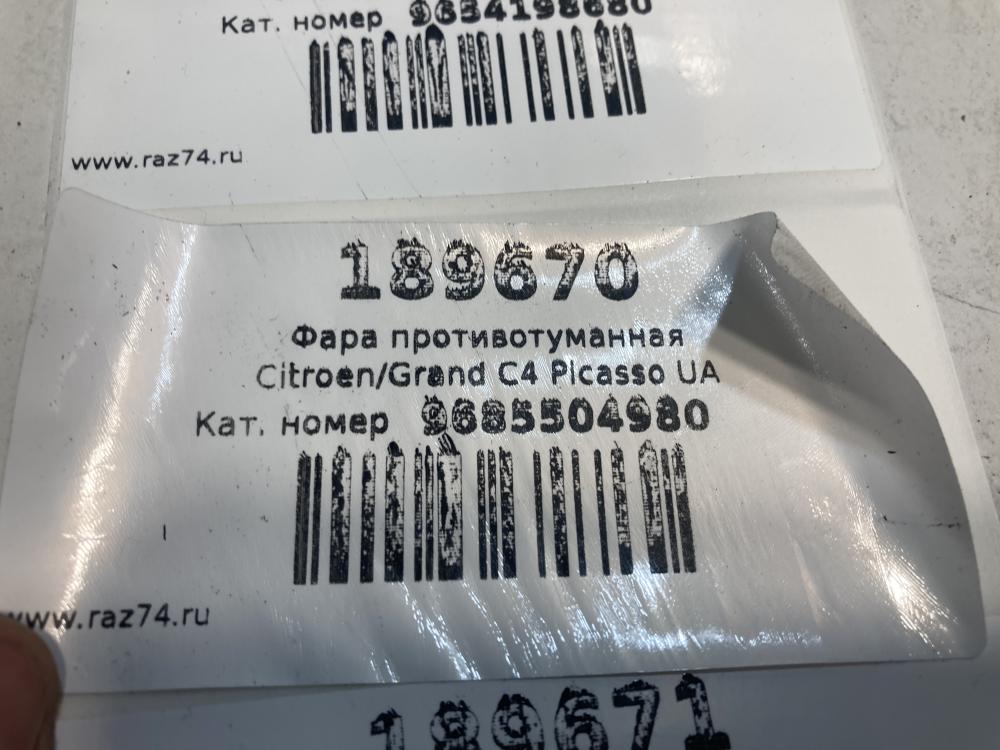 Кат. номер 9654198680
www.raz74.ru
189670
Фара противотуманная
Citroen/Grand C4 Picasso UA
Кат. номер 9685504980
www.raz74.ru
189671